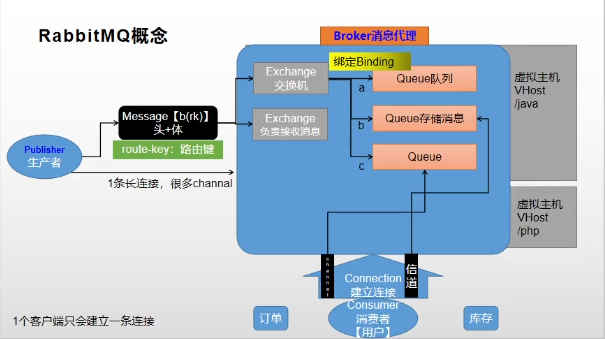 RabbitMQ概念
Broker消息代理
绑定Binding
Exchange
交换机
a
Queue队列
虚拟主机
VHost
/java
Message【b(rk)】
头+体
Exchange
负责接收消息
b
Queue存储消息
route-key：路由键
Publisher
生产者
c
Queue
1条长连接，很多channal
虚拟主机
VHost
/php
channel
信道
Connection
建立连接
Consumer
消费者
【用户】
订单
库存
1个客户端只会建立一条连接